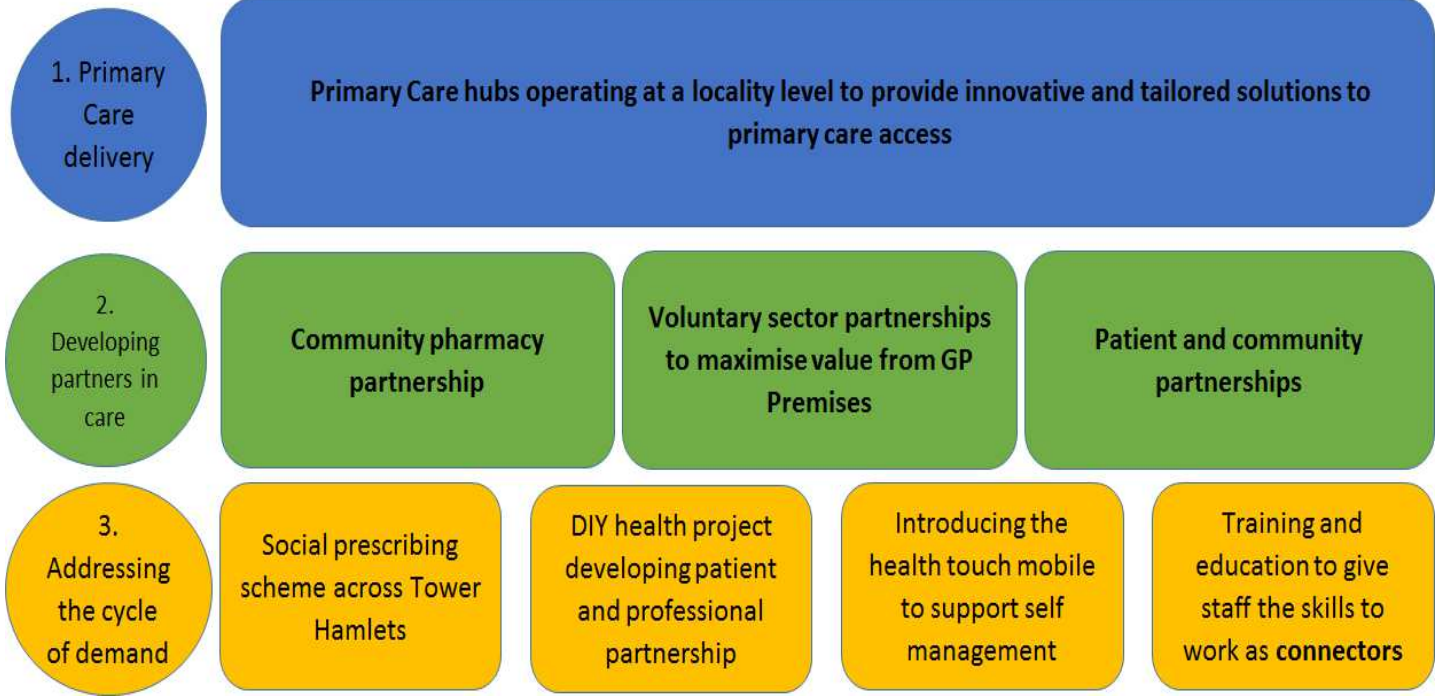 1. Primary
Care
delivery
Primary Care hubs operating at a locality level to provide innovative and tailored solutions to
primary care access
2.
Developing
partners in
care
Community pharmacy
partnership
Voluntary sector partnerships
to maximise value from GP
Premises
Patient and community
partnerships
3.
Addressing
the cycle
of demand
Social prescribing
scheme across Tower
Hamlets
DIY health project
developing patient
and professional
partnership
Introducing the
health touch mobile
to support self
management
Training and
education to give
staff the skills to
work as connectors